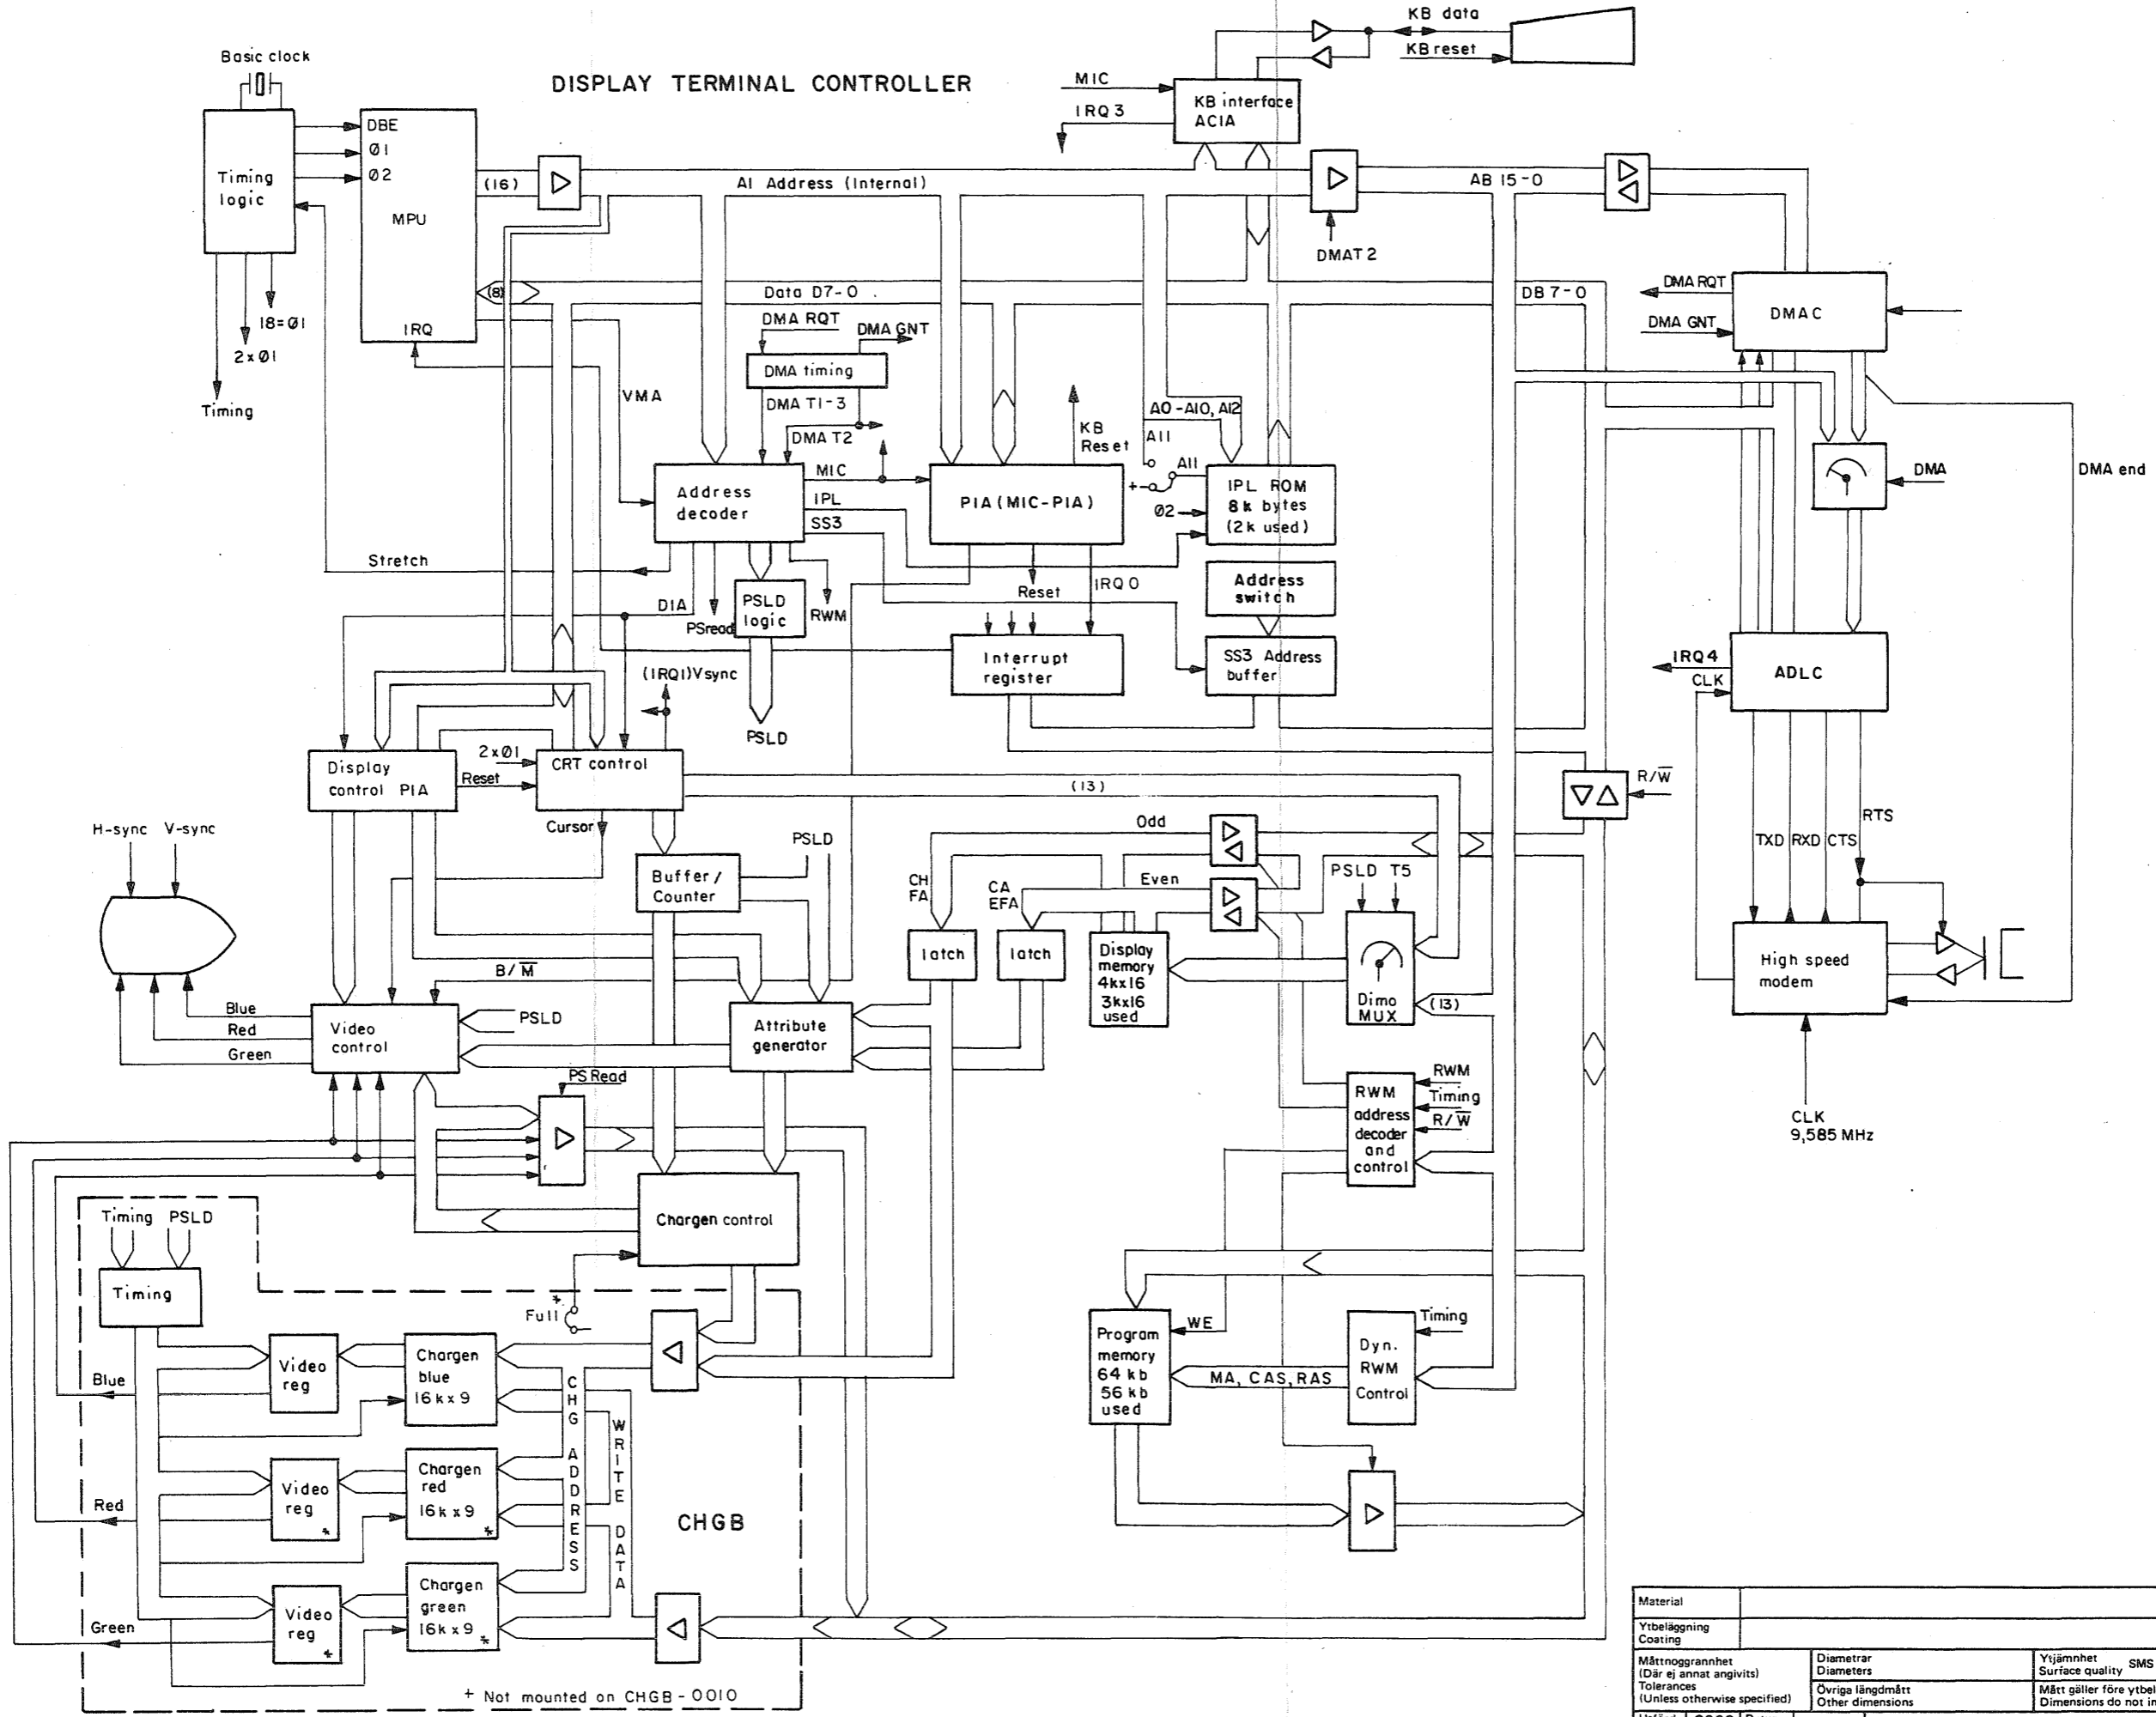 DISPLAY TERMINAL CONTROLLER
Basic clock
Timing
logic
DBE
Ø1
Ø2
MPU
IRQ
(16)
(8)
18=Ø1
2xØ1
Timing
A1 Address (Internal)
Data D7-0
MIC
IRQ 3
KB interface
ACIA
KB data
KB reset
DMAT2
AB 15-0
DB 7-0
DMA RQT
DMA GNT
DMAC
DMA RQT
DMA GNT
DMA timing
DMA T1-3
DMA T2
VMA
Address
decoder
MIC
IPL
SS3
KB
Reset
PIA (MIC-PIA)
A0-A10, A12
A11
A11
+
Ø2
IPL ROM
8k bytes
(2k used)
DMA
DMA end
Stretch
DIA
PSread
PSLD
logic
RWM
PSLD
Reset
IRQ 0
Address
switch
Interrupt
register
SS3 Address
buffer
(IRQ1)Vsync
IRQ4
CLK
ADLC
Display
control PIA
Reset
2xØ1
CRT control
Cursor
(13)
R/W̅
TXD
RXD
CTS
RTS
H-sync V-sync
Buffer/
Counter
PSLD
CH
FA
Odd
CA
EFA
Even
PSLD T5
latch
latch
Display
memory
4kx16
3kx16
used
Dimo
MUX
(13)
High speed
modem
CLK
9,585 MHz
B/M̅
Blue
Red
Green
Video
control
PSLD
Attribute
generator
PS Read
RWM
address
decoder
and
control
RWM
Timing
R/W̅
Chargen control
Timing PSLD
Timing
Full
*
Video
reg
Chargen
blue
16kx9
Blue
Video
reg
*
Chargen
red
16kx9
*
Red
Video
reg
*
Chargen
green
16kx9
*
Green
CHG ADDRESS
WRITE DATA
CHGB
+ Not mounted on CHGB-0010
Program
memory
64 kb
56 kb
used
WE
MA, CAS, RAS
Dyn.
RWM
Control
Timing
Material
Ytbeläggning
Coating
Måttnoggrannhet
(Där ej annat angivits)
Tolerances
(Unless otherwise specified)
Diametrar
Diameters
Övriga längdmått
Other dimensions
Ytjämnhet
Surface quality SMS
Mått gäller före ytbel
Dimensions do not in